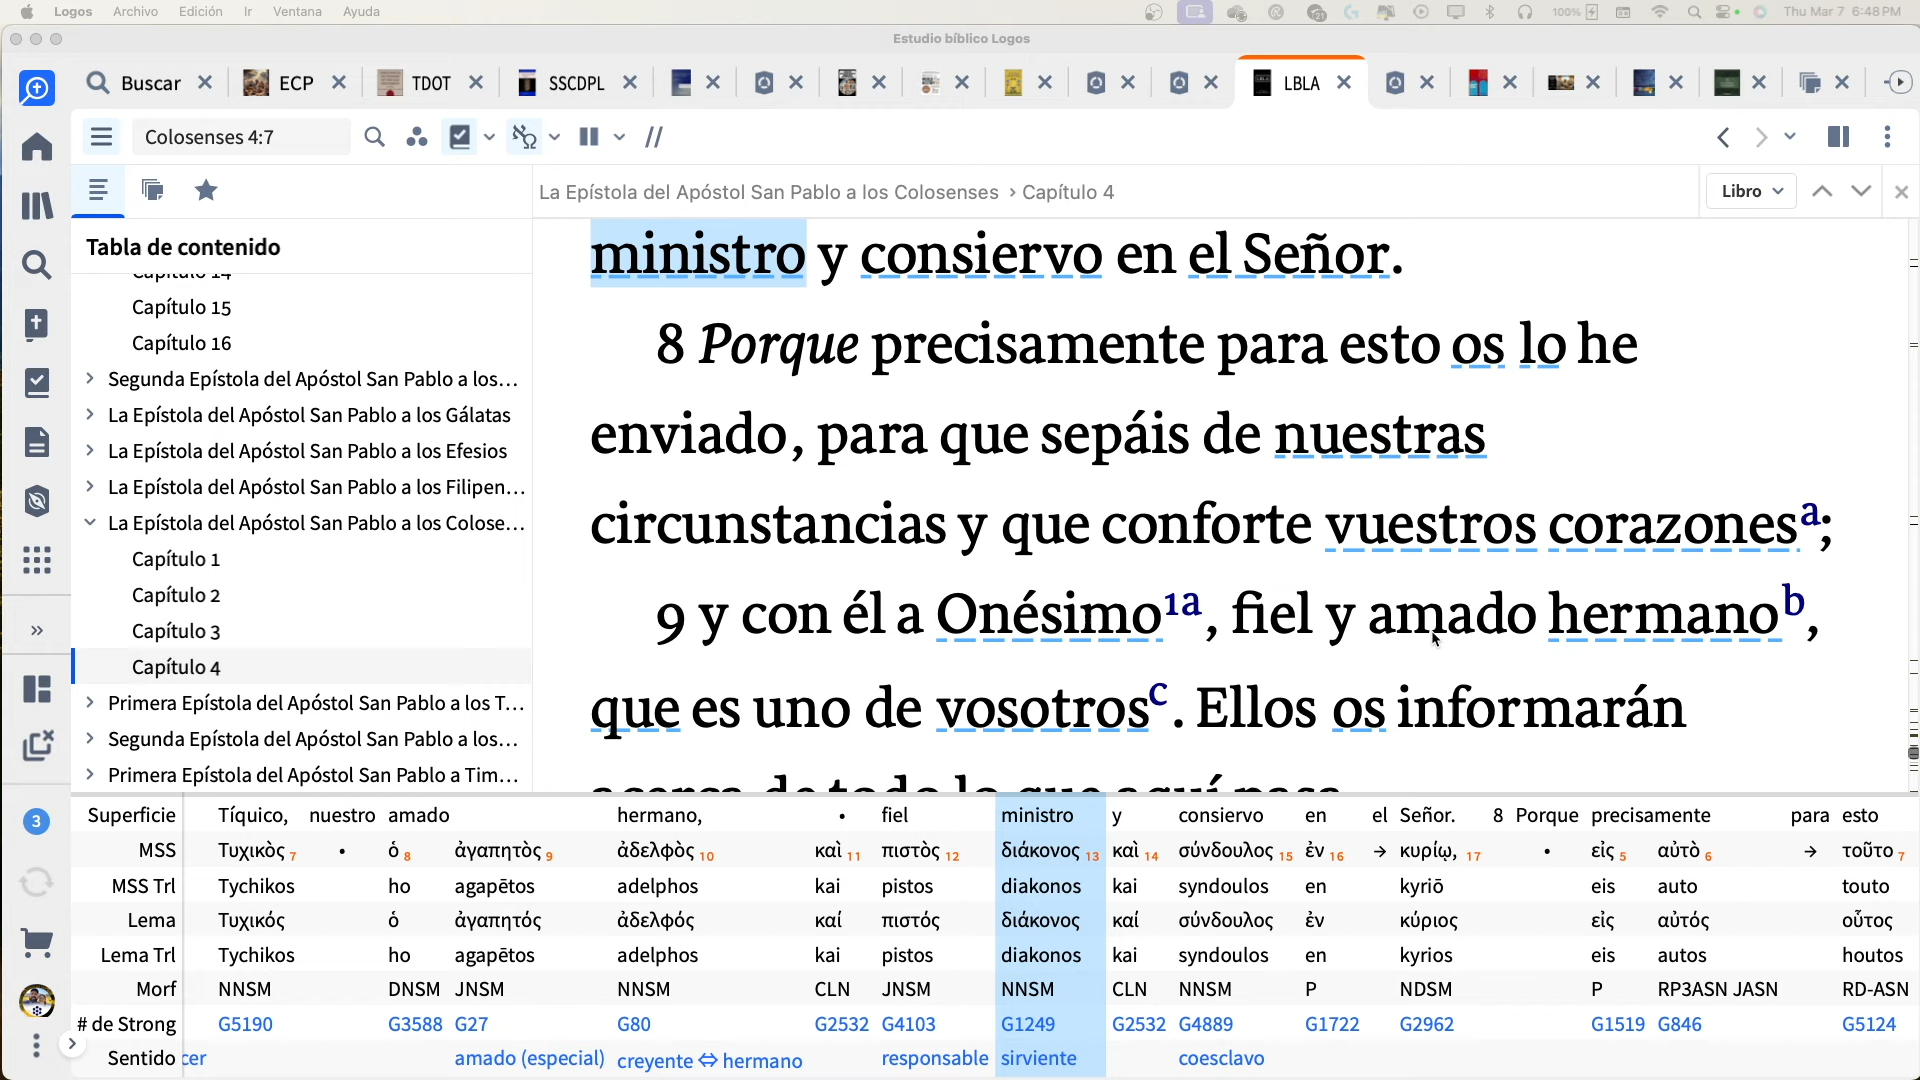 Logos Archivo Edición Ir Ventana Ayuda 100% Thu Mar 7 6:48 PM
Estudio bíblico Logos
Buscar ECP TDOT SSCDPL LBLA
Colosenses 4:7
La Epístola del Apóstol San Pablo a los Colosenses › Capítulo 4
Libro
Tabla de contenido
Capítulo 14
Capítulo 15
Capítulo 16
Segunda Epístola del Apóstol San Pablo a los...
La Epístola del Apóstol San Pablo a los Gálatas
La Epístola del Apóstol San Pablo a los Efesios
La Epístola del Apóstol San Pablo a los Filipen...
La Epístola del Apóstol San Pablo a los Colose...
Capítulo 1
Capítulo 2
Capítulo 3
Capítulo 4
Primera Epístola del Apóstol San Pablo a los T...
Segunda Epístola del Apóstol San Pablo a los...
Primera Epístola del Apóstol San Pablo a Tim...
3
ministro y consiervo en el Señor.
8 Porque precisamente para esto os lo he
enviado, para que sepáis de nuestras
circunstancias y que conforte vuestros corazonesa;
9 y con él a Onésimo1a, fiel y amado hermanob,
que es uno de vosotrosc. Ellos os informarán
acerca de todo lo que aquí pasa.
Superficie Tíquico, nuestro amado hermano, • fiel ministro y consiervo en el Señor. 8 Porque precisamente para esto
MSS Τυχικὸς 7 • ὁ 8 ἀγαπητὸς 9 ἀδελφὸς 10 καὶ 11 πιστὸς 12 διάκονος 13 καὶ 14 σύνδουλος 15 ἐν 16 → κυρίῳ, 17 • εἰς 5 αὐτὸ 6 → τοῦτο 7
MSS Trl Tychikos ho agapētos adelphos kai pistos diakonos kai syndoulos en kyriō eis auto touto
Lema Τυχικός ὁ ἀγαπητός ἀδελφός καί πιστός διάκονος καί σύνδουλος ἐν κύριος εἰς αὐτός οὗτος
Lema Trl Tychikos ho agapētos adelphos kai pistos diakonos kai syndoulos en kyrios eis autos houtos
Morf NNSM DNSM JNSM NNSM CLN JNSM NNSM CLN NNSM P NDSM P RP3ASN JASN RD-ASN
# de Strong G5190 G3588 G27 G80 G2532 G4103 G1249 G2532 G4889 G1722 G2962 G1519 G846 G5124
Sentido cer amado (especial) creyente ⇔ hermano responsable sirviente coesclavo